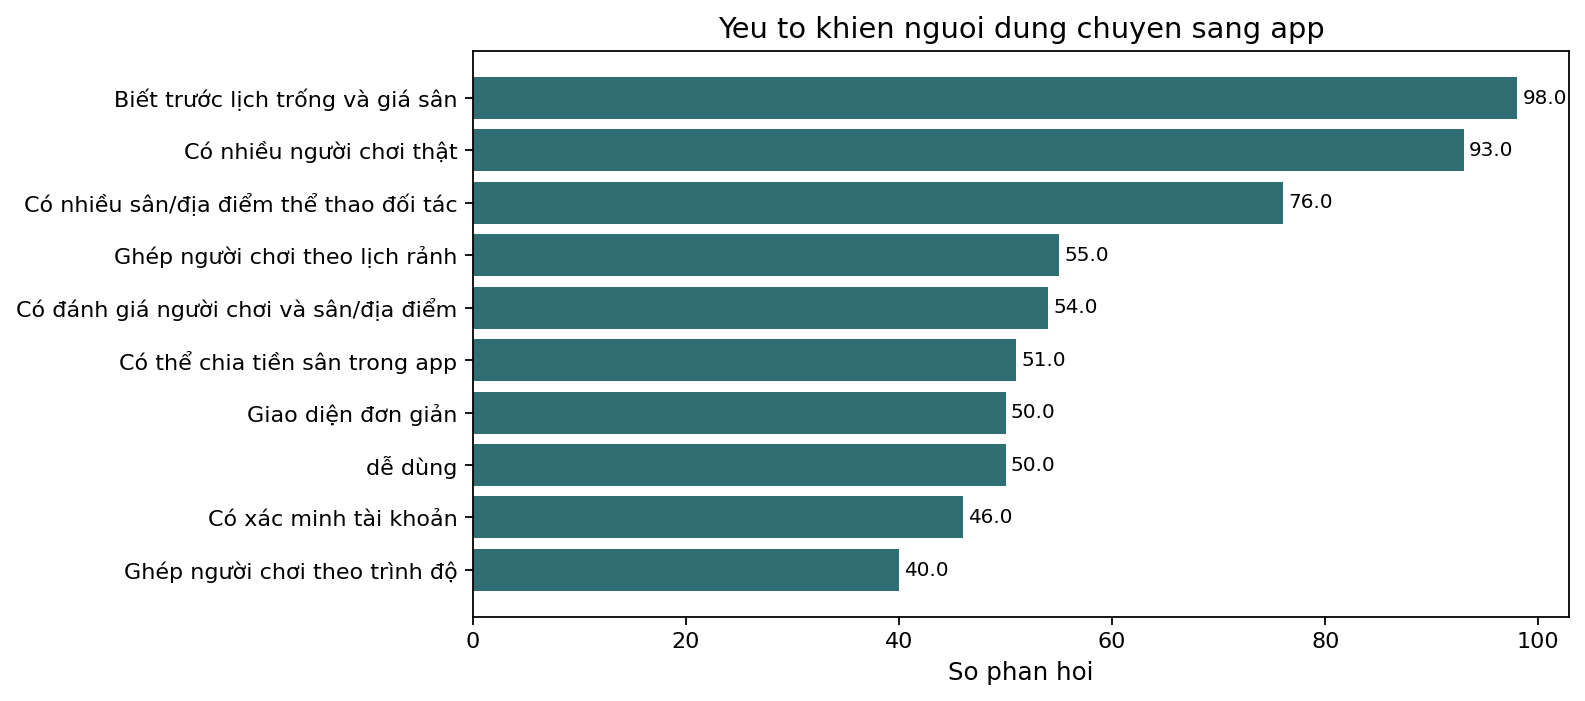 Yeu to khien nguoi dung chuyen sang app
Biết trước lịch trống và giá sân 98.0
Có nhiều người chơi thật 93.0
Có nhiều sân/địa điểm thể thao đối tác 76.0
Ghép người chơi theo lịch rảnh 55.0
Có đánh giá người chơi và sân/địa điểm 54.0
Có thể chia tiền sân trong app 51.0
Giao diện đơn giản 50.0
dễ dùng 50.0
Có xác minh tài khoản 46.0
Ghép người chơi theo trình độ 40.0
0 20 40 60 80 100
So phan hoi